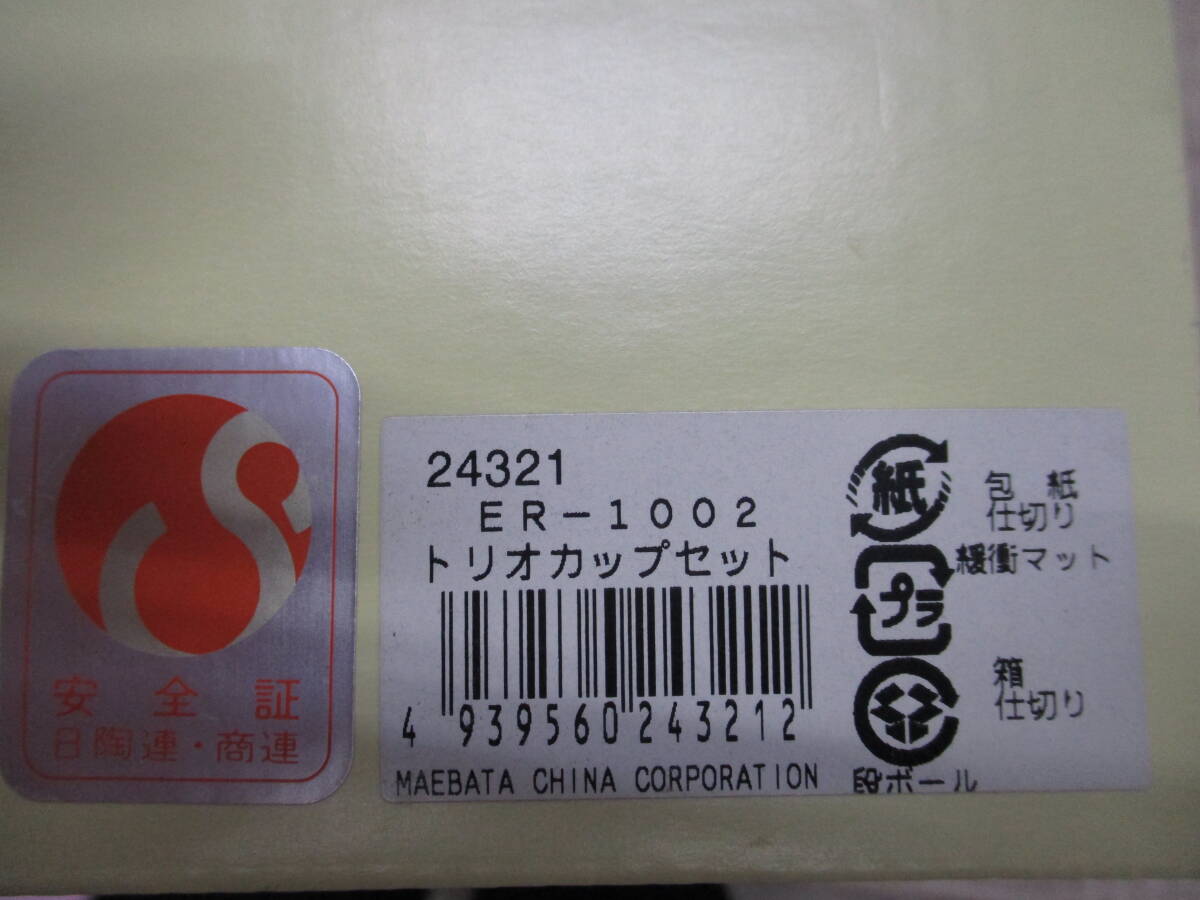 安全証
日陶連・商連
24321
ER-1002
トリオカップセット
4 939560 243212
MAEBATA CHINA CORPORATION
紙
包 紙
仕切り
プラ
緩衝マット
箱
仕切り
段ボール